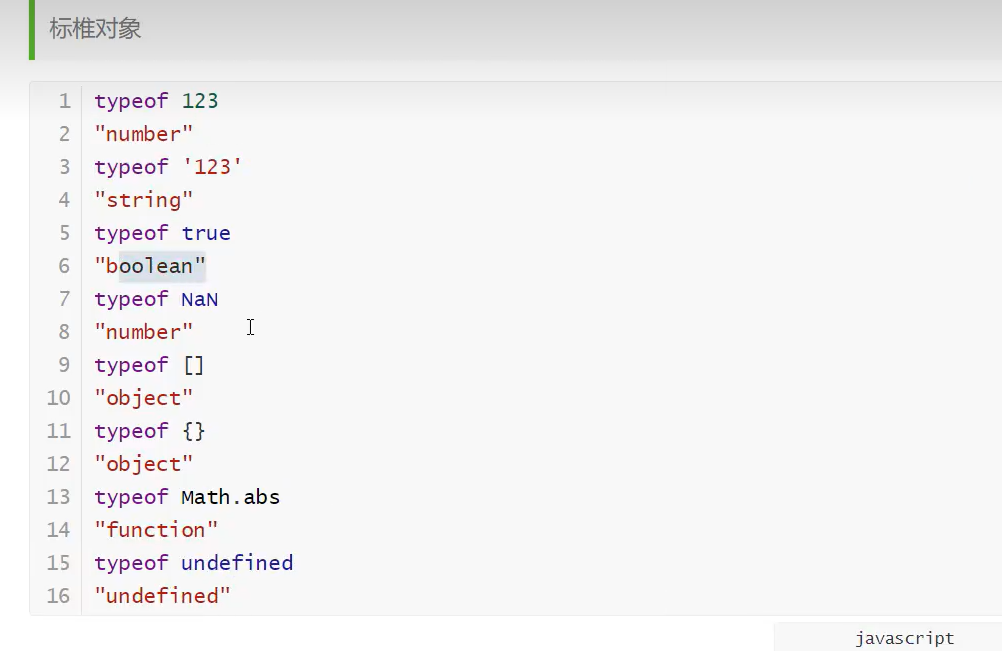 标椎对象
1 typeof 123
2 "number"
3 typeof '123'
4 "string"
5 typeof true
6 "boolean"
7 typeof NaN
8 "number"
9 typeof []
10 "object"
11 typeof {}
12 "object"
13 typeof Math.abs
14 "function"
15 typeof undefined
16 "undefined"
javascript